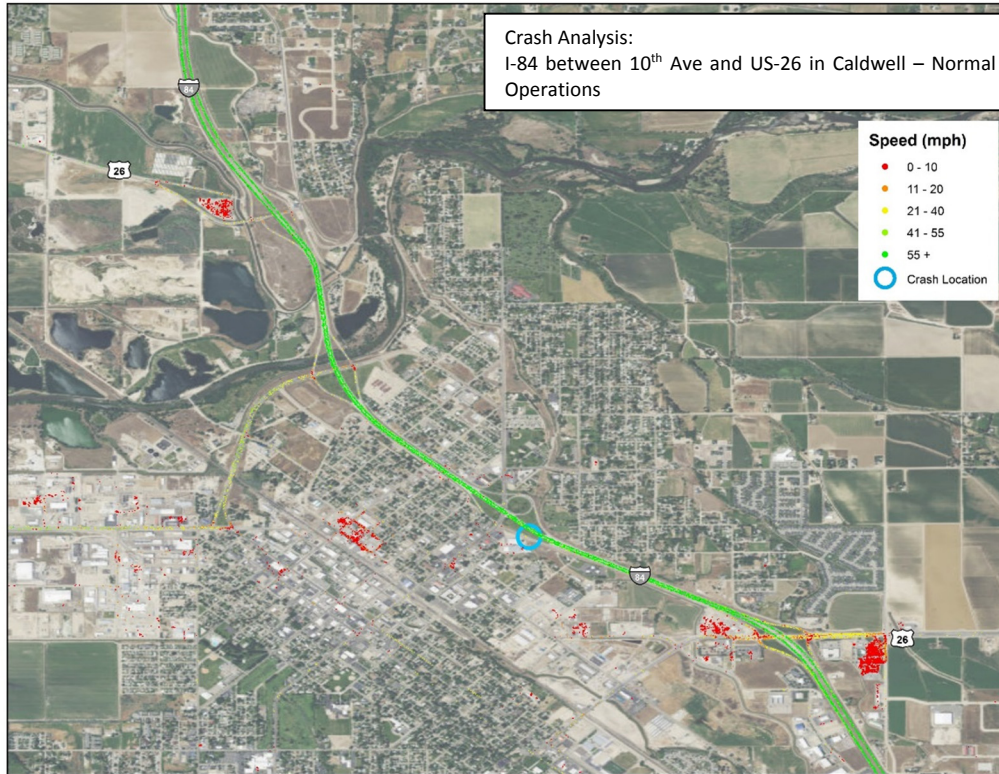 Crash Analysis:
I-84 between 10th Ave and US-26 in Caldwell – Normal
Operations
84
26
Speed (mph)
0 - 10
11 - 20
21 - 40
41 - 55
55 +
Crash Location
84
26